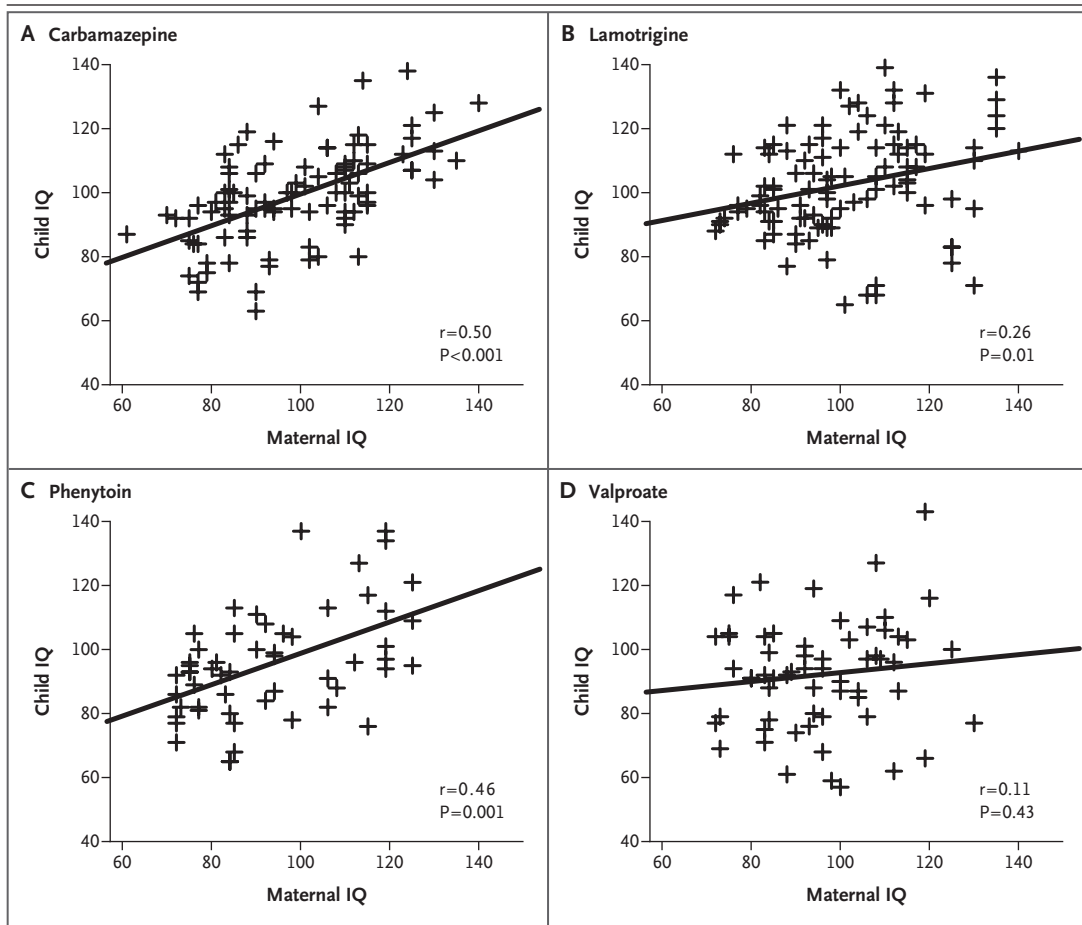 A Carbamazepine
140
120
100
80
60
40
Child IQ
60 80 100 120 140
Maternal IQ
r=0.50
P<0.001
B Lamotrigine
140
120
100
80
60
40
Child IQ
60 80 100 120 140
Maternal IQ
r=0.26
P=0.01
C Phenytoin
140
120
100
80
60
40
Child IQ
60 80 100 120 140
Maternal IQ
r=0.46
P=0.001
D Valproate
140
120
100
80
60
40
Child IQ
60 80 100 120 140
Maternal IQ
r=0.11
P=0.43